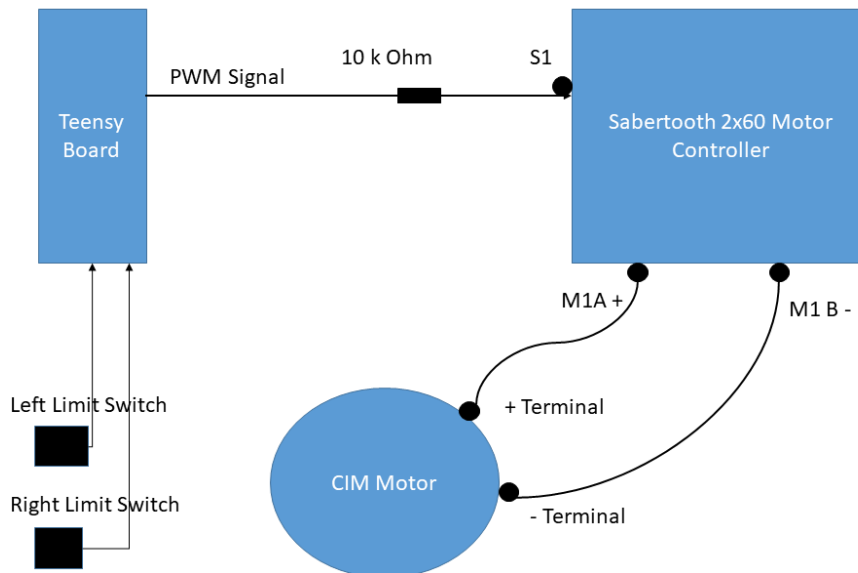 10 k Ohm
S1
PWM Signal
Teensy
Board
Sabertooth 2x60 Motor
Controller
M1A +
M1 B -
Left Limit Switch
+ Terminal
CIM Motor
Right Limit Switch
- Terminal